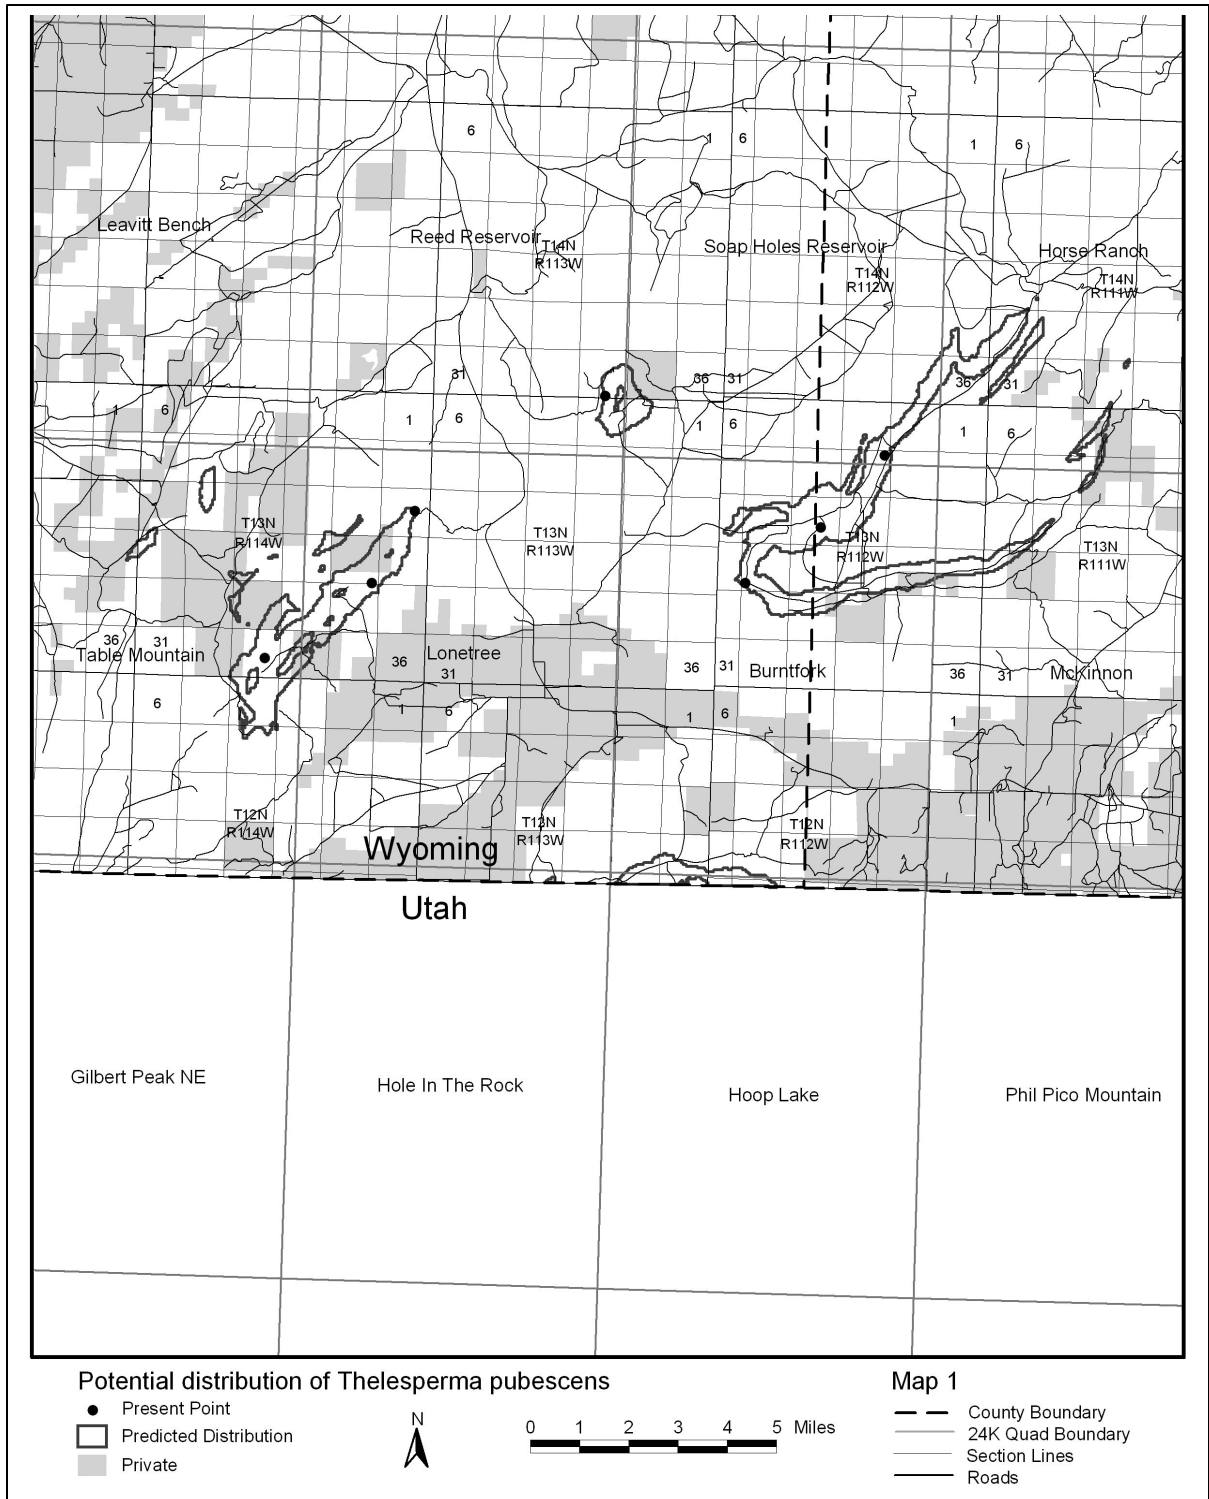 6
1 6
1 6
Leavitt Bench
Reed Reservoir
T14N
R113W
Soap Holes Reservoir
T14N
R112W
Horse Ranch
T14N
R111W
31
36 31
36 31
1 6
1 6
1 6
1 6
T13N
R114W
T13N
R113W
T13N
R112W
T13N
R111W
36 31
Table Mountain
36
Lonetree
31
36 31
Burntfork
36 31
McKinnon
6
1 6
1 6
1
T12N
R114W
T12N
R113W
T12N
R112W
Wyoming
Utah
Gilbert Peak NE
Hole In The Rock
Hoop Lake
Phil Pico Mountain
Potential distribution of Thelesperma pubescens
Present Point
Predicted Distribution
Private
N
0 1 2 3 4 5 Miles
Map 1
County Boundary
24K Quad Boundary
Section Lines
Roads